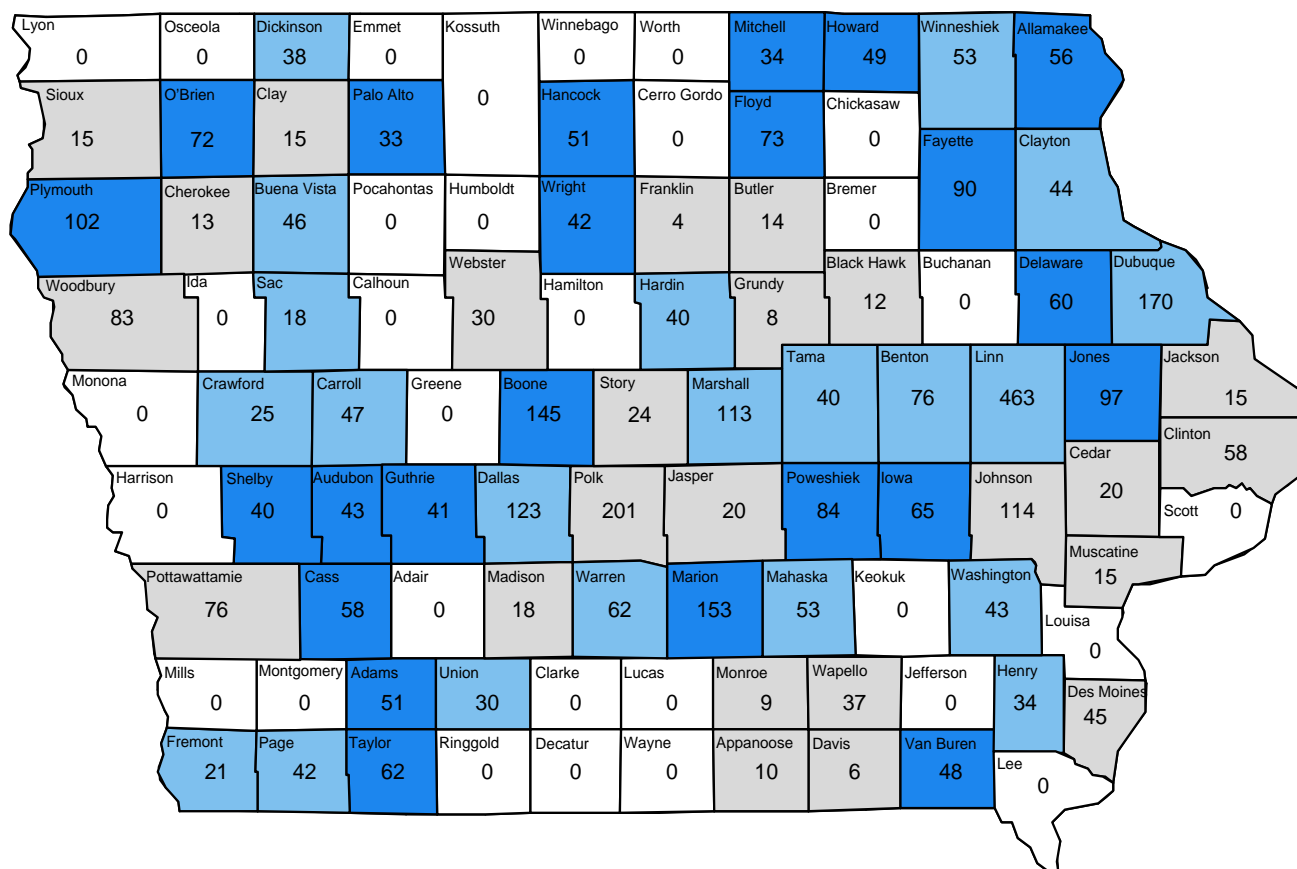 Lyon Osceola Dickinson Emmet Kossuth Winnebago Worth Mitchell Howard Winneshiek Allamakee
0 0 38 0 0 0 34 49 53 56
Sioux O'Brien Clay Palo Alto 0 Hancock Cerro Gordo Floyd Chickasaw
15 72 15 33 51 0 73 0
Fayette Clayton
Plymouth Cherokee Buena Vista Pocahontas Humboldt Wright Franklin Butler Bremer 90 44
102 13 46 0 0 42 4 14 0
Webster Black Hawk Buchanan Delaware Dubuque
Woodbury Ida Sac Calhoun Hamilton Hardin Grundy
83 0 18 0 30 0 40 8 12 0 60 170
Tama Benton Linn Jones Jackson
Monona Crawford Carroll Greene Boone Story Marshall
0 25 47 0 145 24 113 40 76 463 97 15
Clinton
Cedar 58
Harrison Shelby Audubon Guthrie Dallas Polk Jasper Poweshiek Iowa Johnson
0 40 43 41 123 201 20 84 65 114 20 Scott 0
Muscatine
Pottawattamie Cass Adair Madison Warren Marion Mahaska Keokuk Washington 15
76 58 0 18 62 153 53 0 43
Louisa
0
Mills Montgomery Adams Union Clarke Lucas Monroe Wapello Jefferson Henry
0 0 51 30 0 0 9 37 0 34 Des Moines
45
Fremont Page Taylor Ringgold Decatur Wayne Appanoose Davis Van Buren
21 42 62 0 0 0 10 6 48 Lee
0